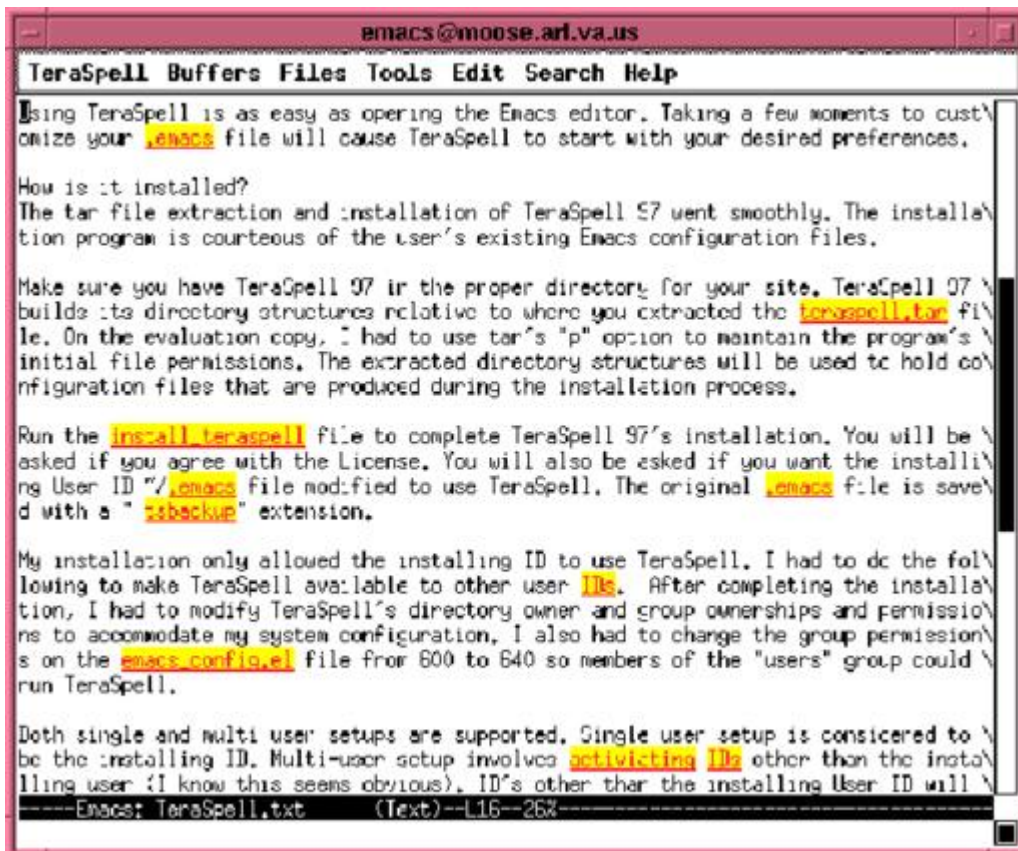 emacs@moose.arl.va.us
TeraSpell Buffers Files Tools Edit Search Help
Using TeraSpell is as easy as opering the Emacs editor. Taking a few moments to cust\
omize your .emacs file will cause TeraSpell to start with your desired preferences.
How is it installed?
The tar file extraction and installation of TeraSpell 97 went smoothly. The installa\
tion program is courteous of the user's existing Emacs configuration files.
Make sure you have TeraSpell 97 in the proper directory for your site. TeraSpell 97 \
builds its directory structures relative to where you extracted the teraspell.tar fi\
le. On the evaluation copy, I had to use tar's "p" option to maintain the program's \
initial file permissions. The extracted directory structures will be used to hold co\
nfiguration files that are produced during the installation process.
Run the install_teraspell file to complete TeraSpell 97's installation. You will be \
asked if you agree with the License. You will also be asked if you want the installi\
ng User ID ~/.emacs file modified to use TeraSpell. The original .emacs file is save\
d with a " tsbackup" extension.
My installation only allowed the installing ID to use TeraSpell. I had to do the fol\
lowing to make TeraSpell available to other user IDs.  After completing the installa\
tion, I had to modify TeraSpell's directory owner and group ownerships and permissio\
ns to accommodate my system configuration. I also had to change the group permission\
s on the emacs_config.el file from 600 to 640 so members of the "users" group could \
run TeraSpell.
Both single and multi user setups are supported. Single user setup is considered to \
be the installing ID. Multi-user setup involves activicting IDs other than the insta\
lling user (I know this seems obvious). ID's other than the installing User ID will \
-----Emacs: TeraSpell.txt      (Text)--L16--26%-----